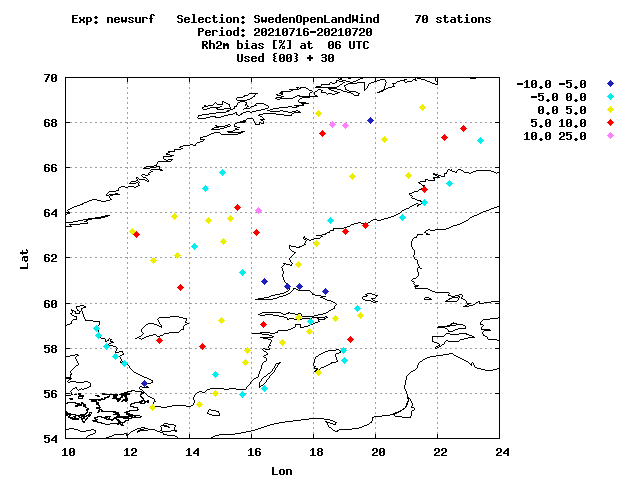 Exp: newsurf Selection: SwedenOpenLandWind 70 stations
Period: 20210716-20210720
Rh2m bias [%] at 06 UTC
Used {00} + 30
70
68
66
64
62
60
58
56
54
Lat
10 12 14 16 18 20 22 24
Lon
-10.0 -5.0
-5.0 0.0
0.0 5.0
5.0 10.0
10.0 25.0